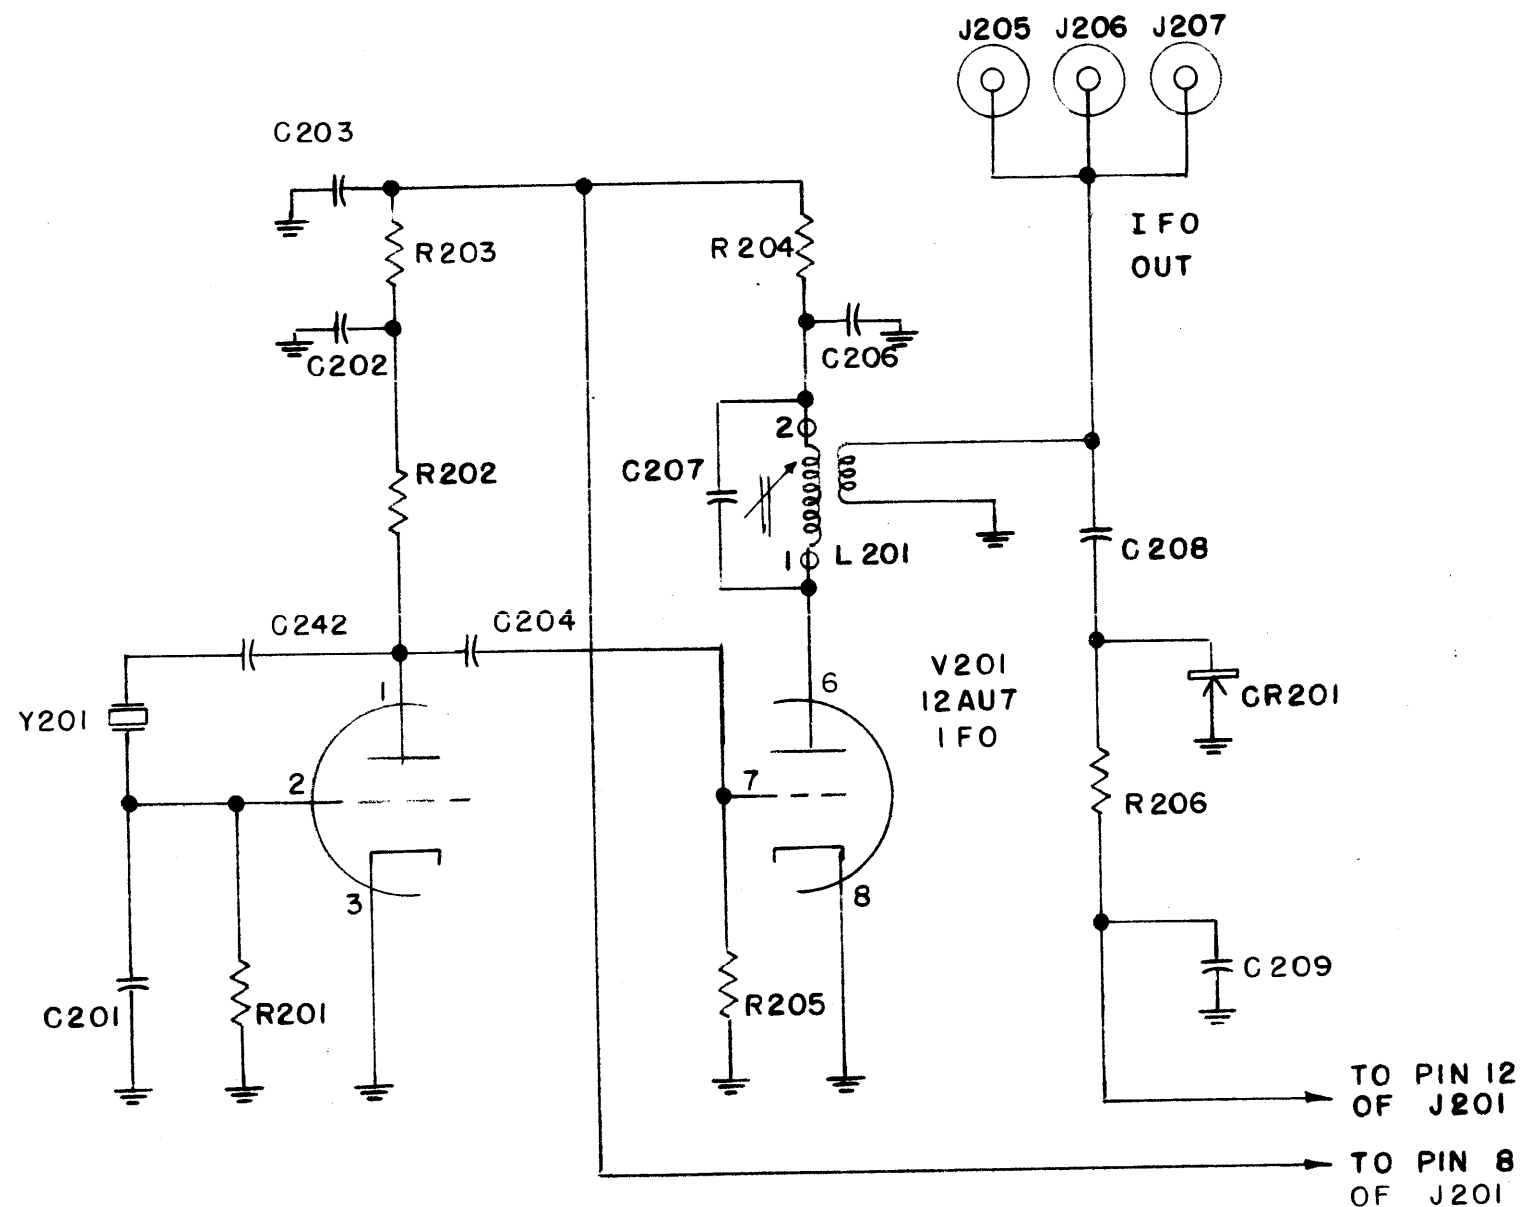 J205 J206 J207
C203
IFO
OUT
R203
R204
C202
C206
2
R202
C207
1 L201
C208
C242
C204
1
6
V201
12AU7
IFO
Y201
CR201
2
7
R206
3
8
C209
C201
R201
R205
TO PIN 12
OF J201
TO PIN 8
OF J201